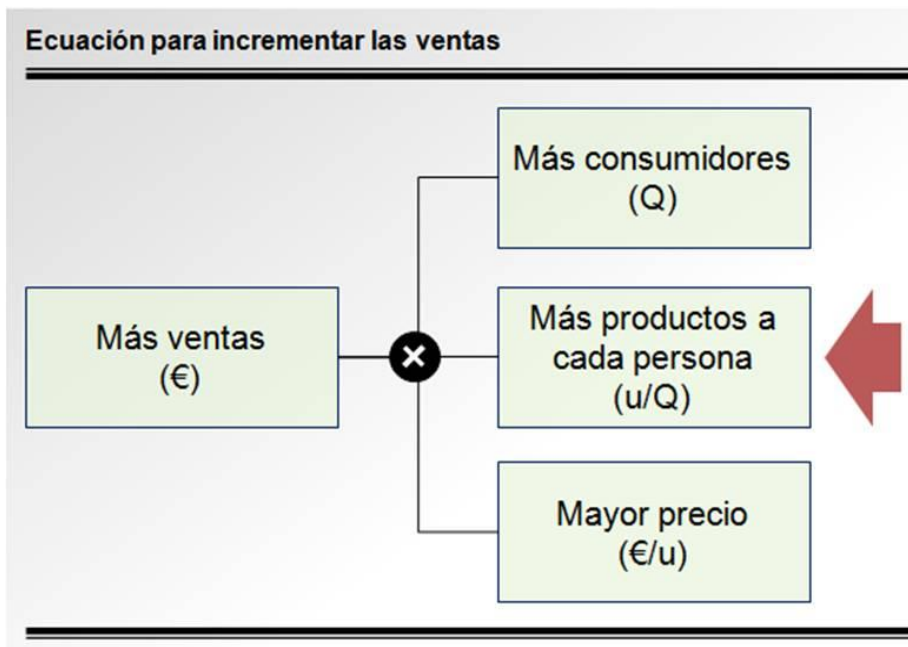 Ecuación para incrementar las ventas
Más consumidores
(Q)
Más ventas
(€)
Más productos a
cada persona
(u/Q)
Mayor precio
(€/u)